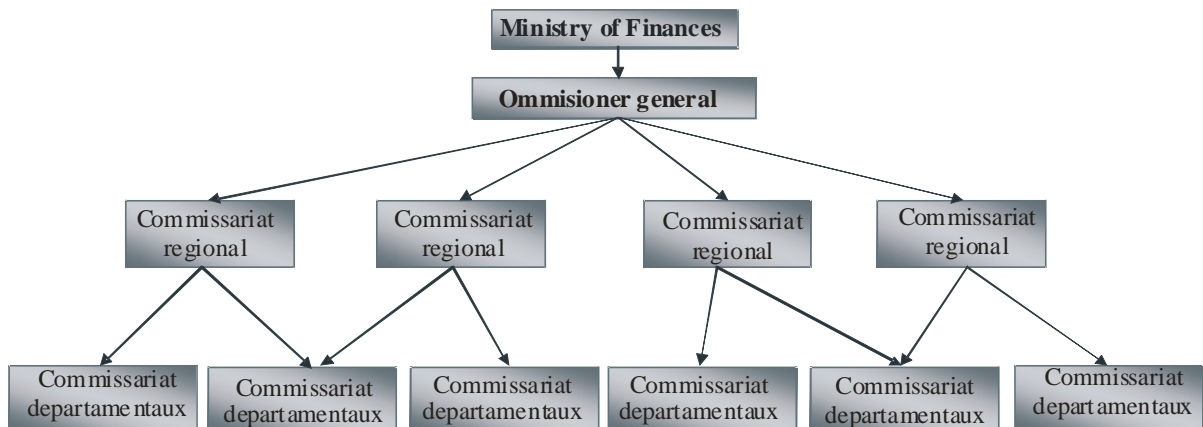 Ministry of Finances
Ommisioner general
Commissariat
regional
Commissariat
regional
Commissariat
regional
Commissariat
regional
Commissariat
departamentaux
Commissariat
departamentaux
Commissariat
departamentaux
Commissariat
departamentaux
Commissariat
departamentaux
Commissariat
departamentaux